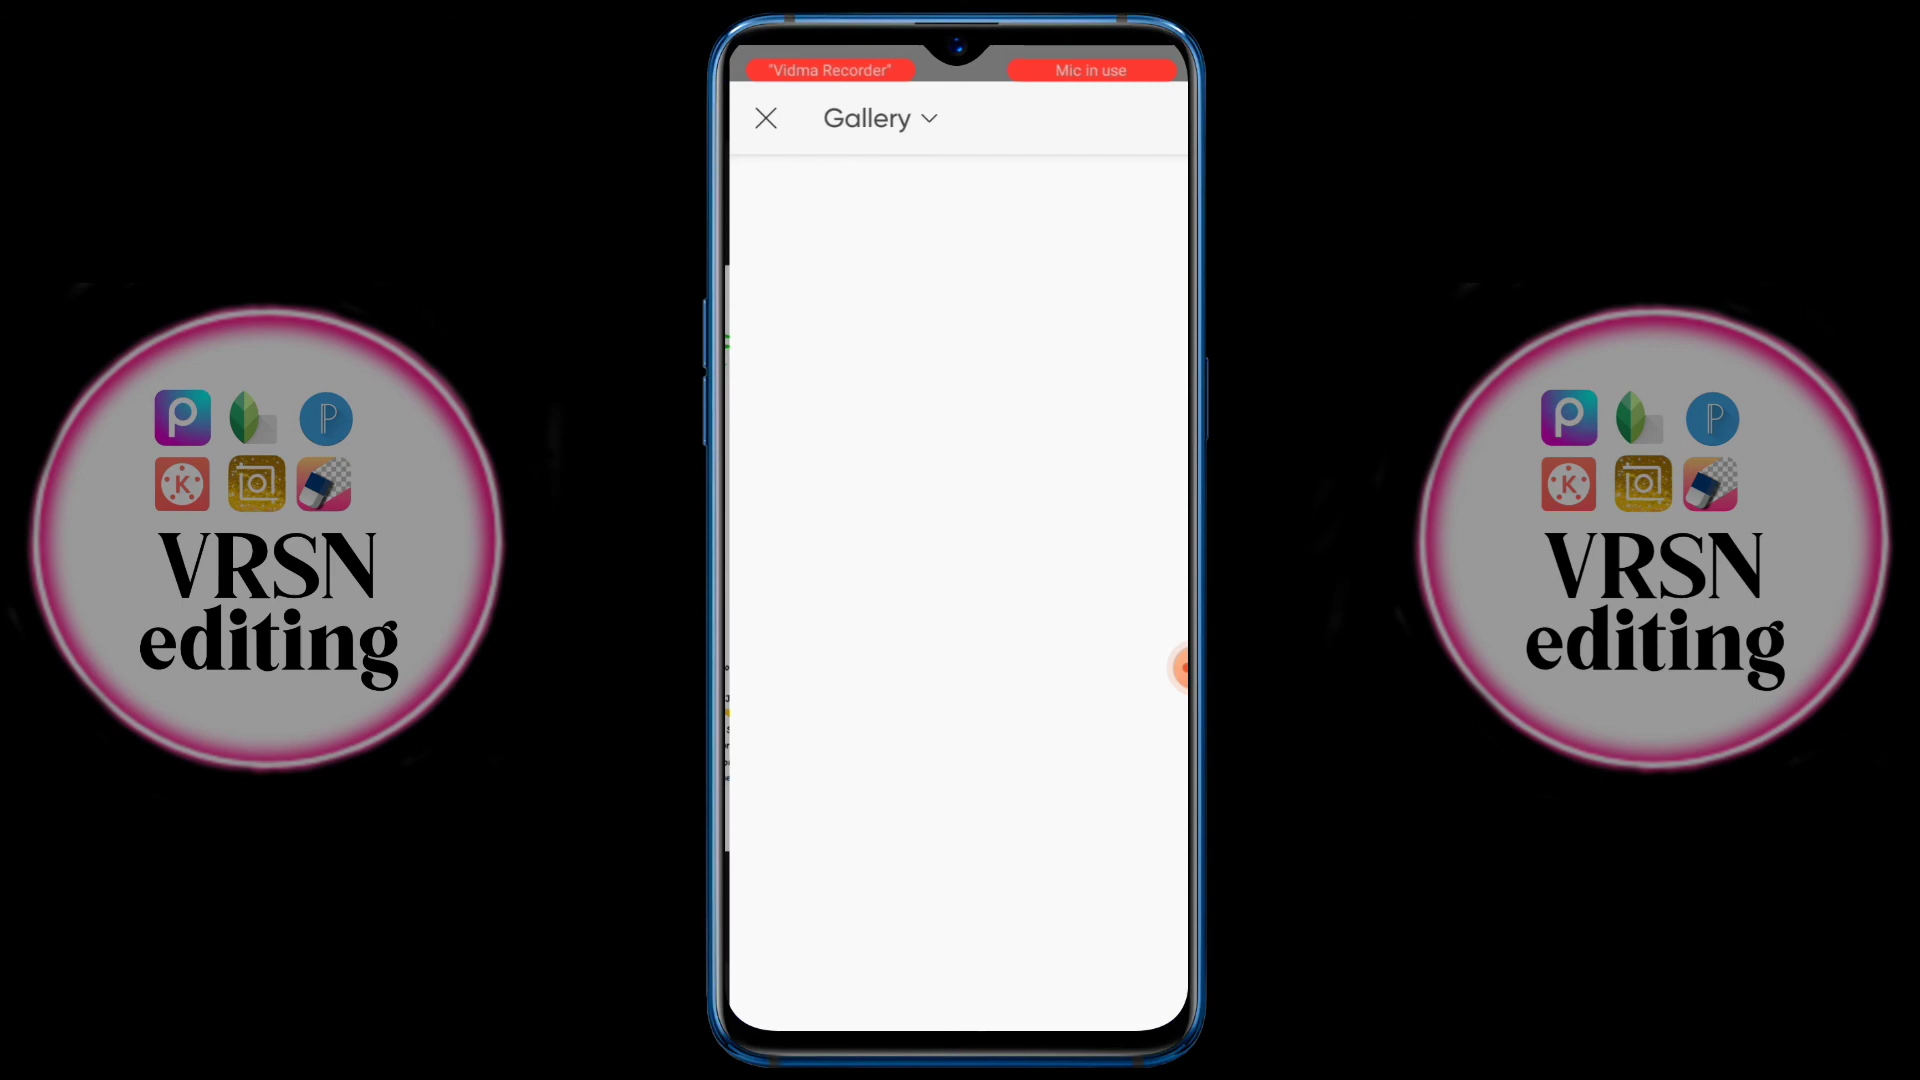 "Vidma Recorder"
Mic in use
Gallery
VRSN
editing
VRSN
editing